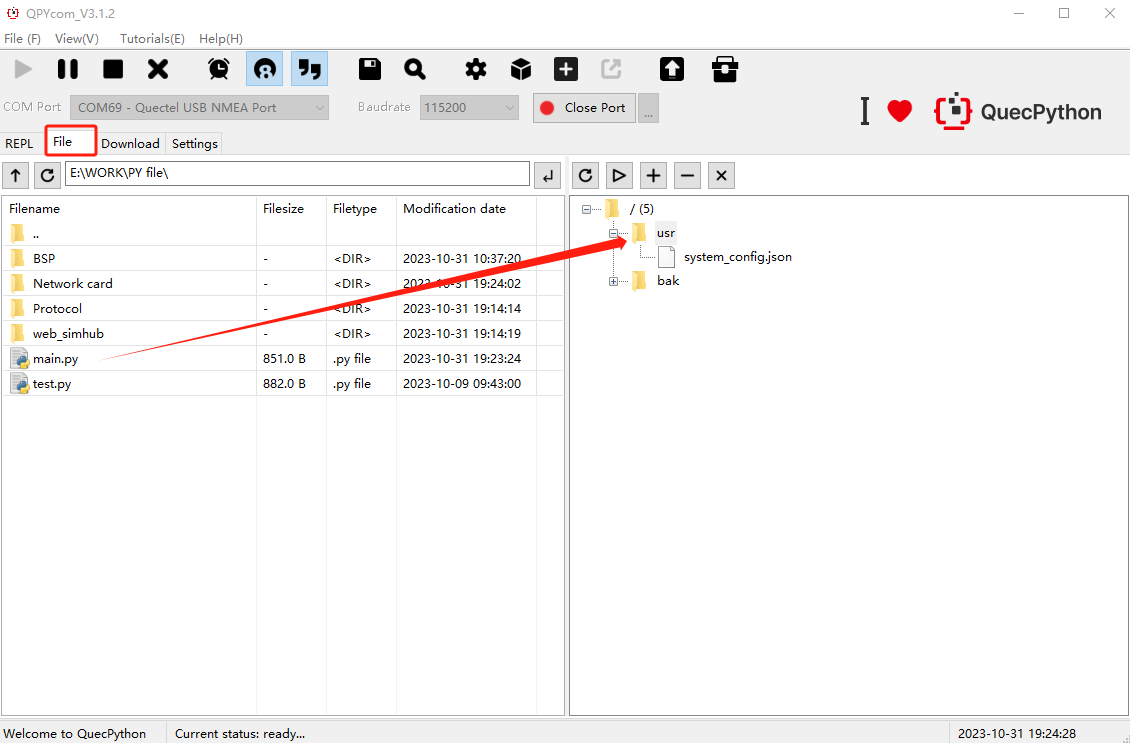 QPYcom_V3.1.2
File (F) View(V) Tutorials(E) Help(H)
COM Port COM69 - Quectel USB NMEA Port Baudrate 115200 Close Port ... QuecPython
REPL File Download Settings
E:\WORK\PY file\
Filename Filesize Filetype Modification date
..
BSP - <DIR> 2023-10-31 10:37:20
Network card - <DIR> 2023-10-31 19:24:02
Protocol - <DIR> 2023-10-31 19:14:14
web_simhub - <DIR> 2023-10-31 19:14:19
main.py 851.0 B .py file 2023-10-31 19:23:24
test.py 882.0 B .py file 2023-10-09 09:43:00
/ (5)
usr
system_config.json
bak
Welcome to QuecPython Current status: ready... 2023-10-31 19:24:28